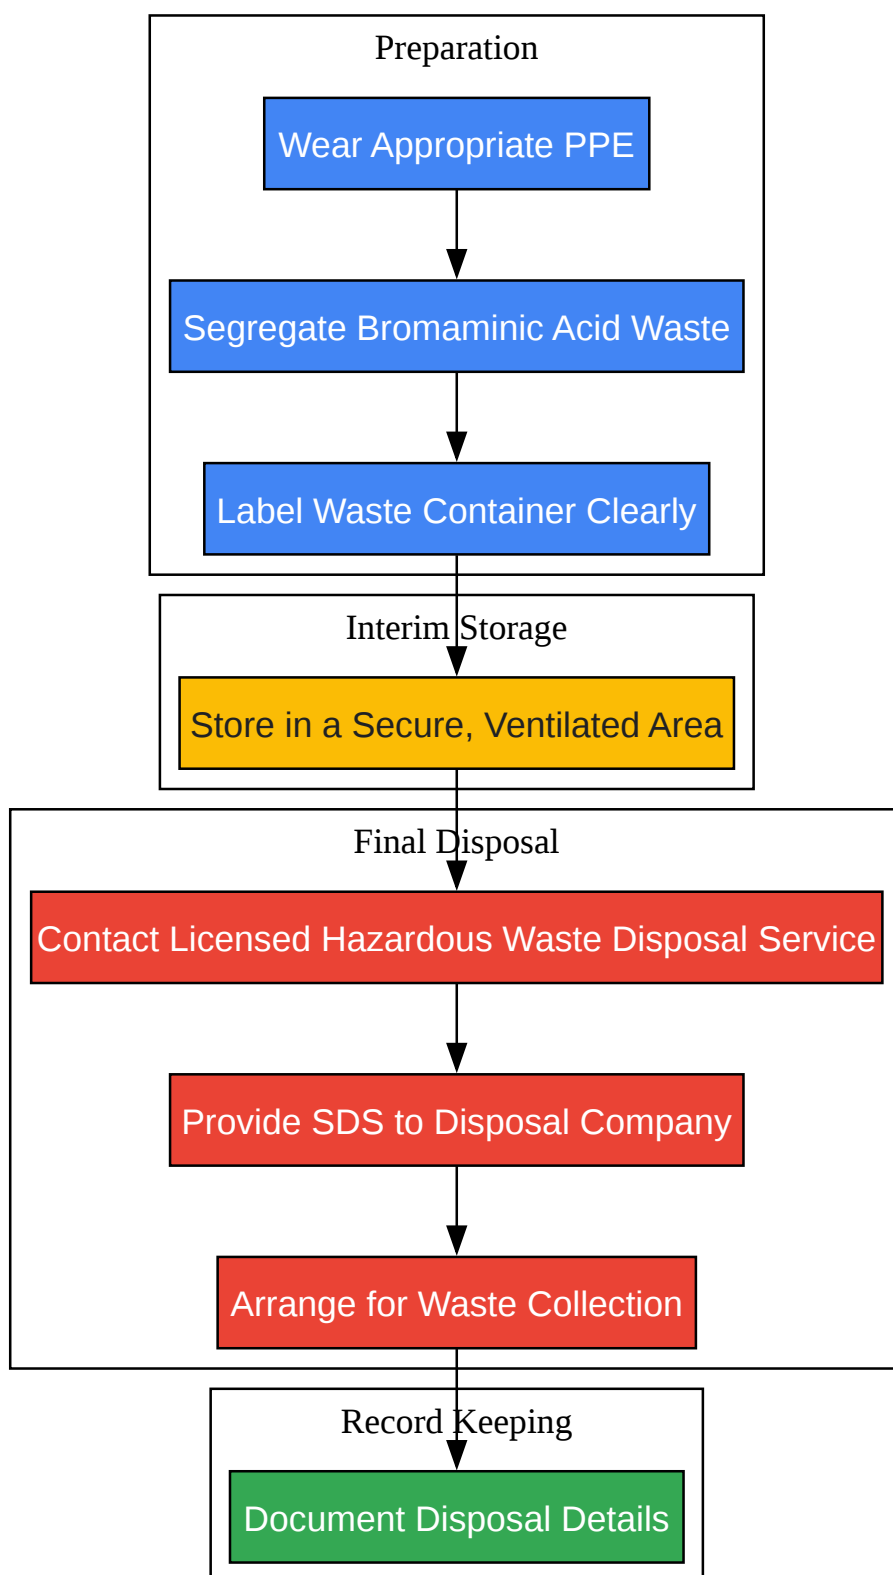 Preparation
Wear Appropriate PPE
Segregate Bromaminic Acid Waste
Label Waste Container Clearly
Interim Storage
Store in a Secure, Ventilated Area
Final Disposal
Contact Licensed Hazardous Waste Disposal Service
Provide SDS to Disposal Company
Arrange for Waste Collection
Record Keeping
Document Disposal Details